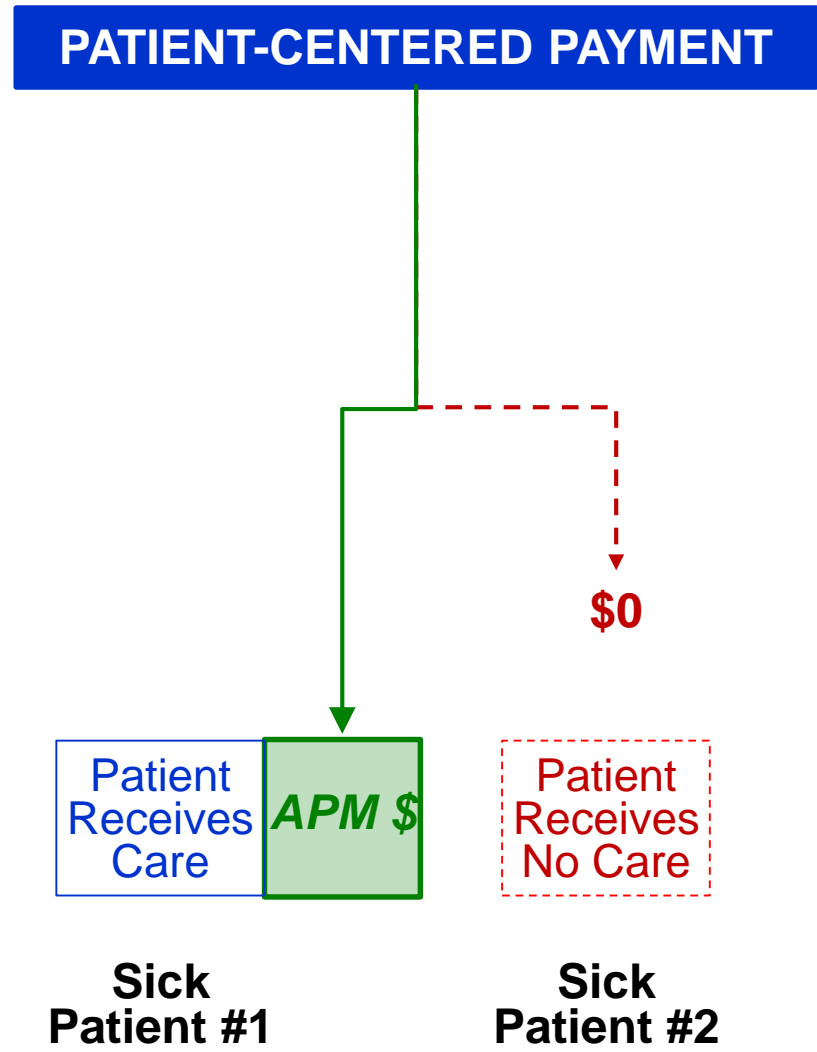 PATIENT-CENTERED PAYMENT
$0
Patient
Receives
Care
APM $
Patient
Receives
No Care
Sick
Patient #1
Sick
Patient #2